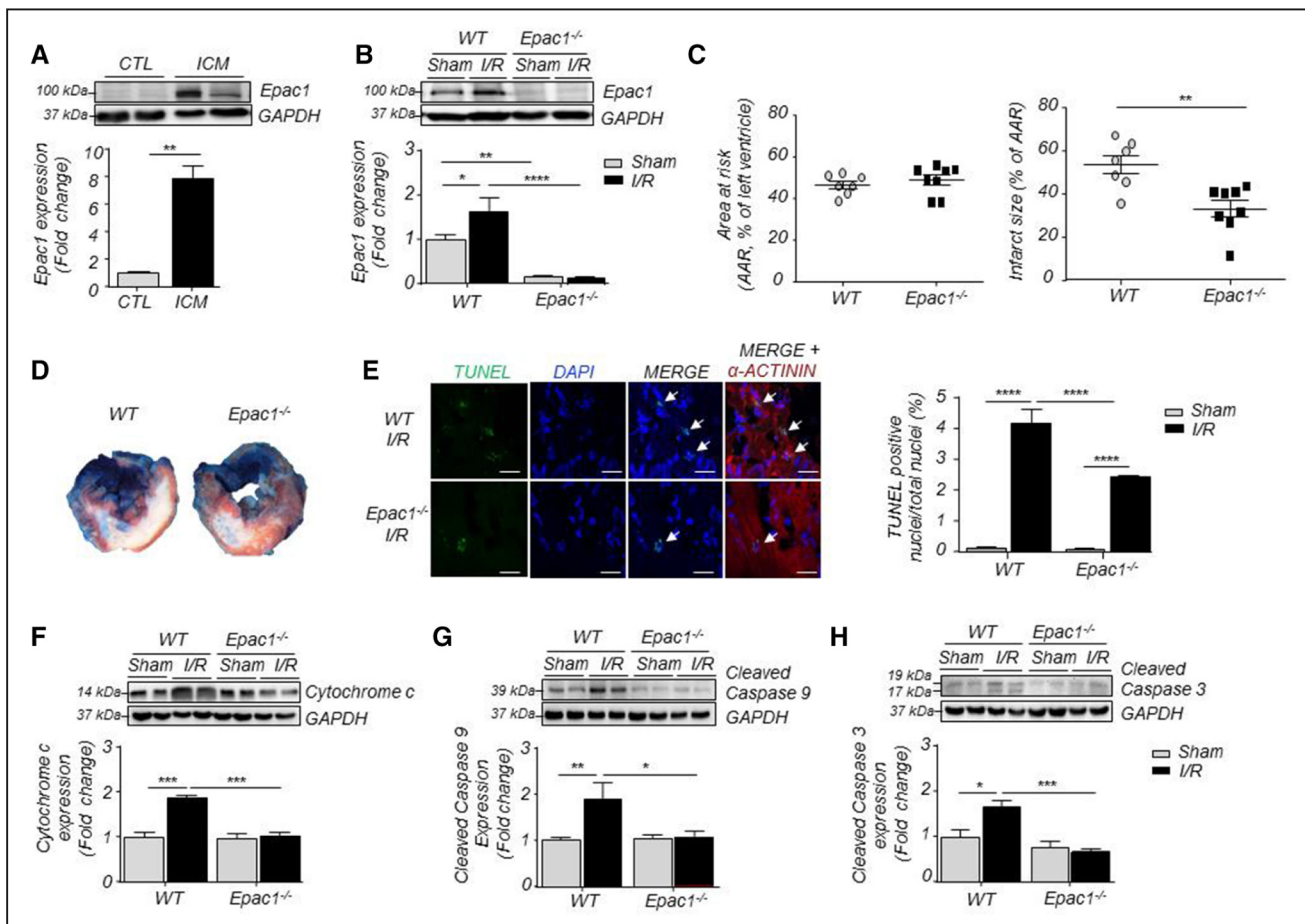 A
CTL ICM
100 kDa
Epac1
37 kDa
GAPDH
Epac1 expression
(Fold change)
10
8
6
4
2
0
**
CTL ICM
B
WT Epac1-/-
Sham I/R Sham I/R
100 kDa
Epac1
37 kDa
GAPDH
Epac1 expression
(Fold change)
3
2
1
0
**
*
****
Sham
I/R
WT Epac1-/-
C
Area at risk
(AAR, % of left ventricle)
80
60
40
20
0
WT Epac1-/-
Infarct size (% of AAR)
80
60
40
20
0
**
WT Epac1-/-
D
WT Epac1-/-
E
TUNEL DAPI MERGE MERGE +
α-ACTININ
WT
I/R
Epac1-/-
I/R
TUNEL positive
nuclei/total nuclei (%)
5
4
3
2
1
0
**** ****
****
Sham
I/R
WT Epac1-/-
F
WT Epac1-/-
Sham I/R Sham I/R
14 kDa
Cytochrome c
37 kDa
GAPDH
Cytochrome c
expression
(Fold change)
3
2
1
0
*** ***
WT Epac1-/-
G
WT Epac1-/-
Sham I/R Sham I/R
Cleaved
39 kDa
Caspase 9
37 kDa
GAPDH
Cleaved Caspase 9
Expression
(Fold change)
3
2
1
0
** *
WT Epac1-/-
H
WT Epac1-/-
Sham I/R Sham I/R
19 kDa
Cleaved
17 kDa
Caspase 3
37 kDa
GAPDH
Cleaved Caspase 3
expression
(Fold change)
3
2
1
0
* ***
Sham
I/R
WT Epac1-/-